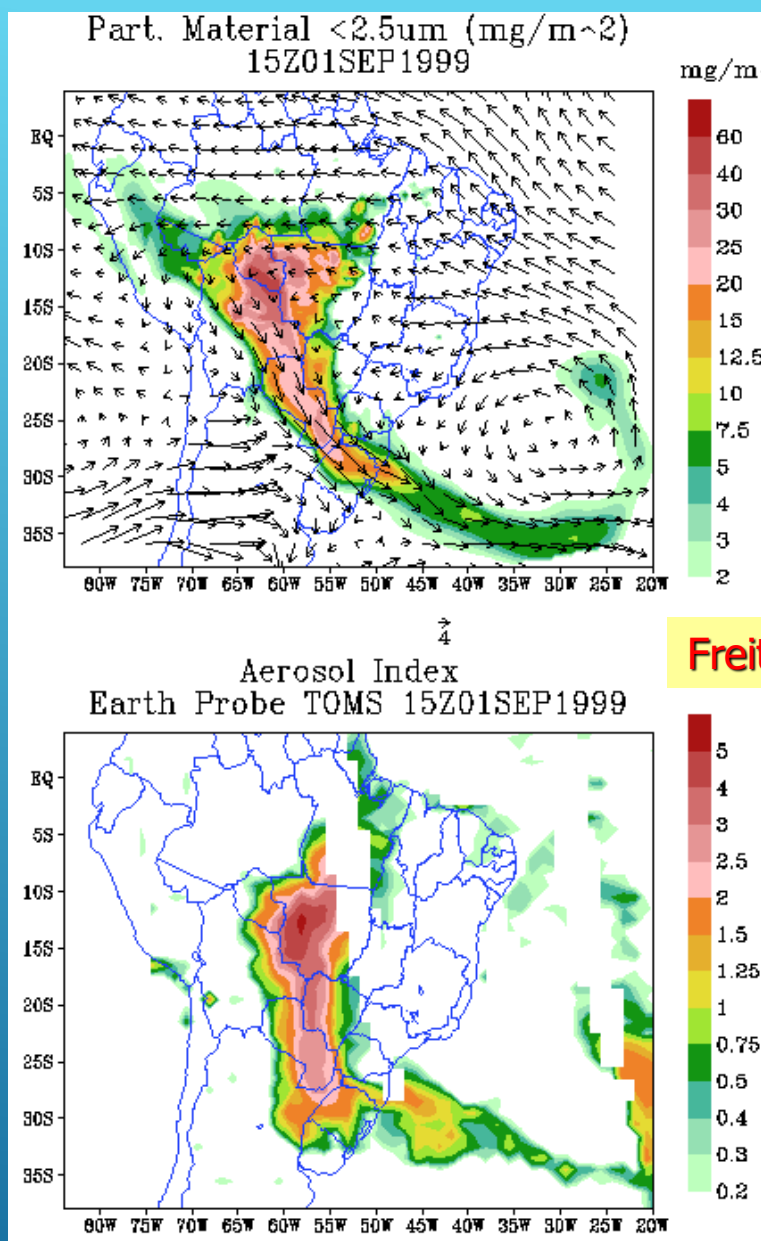 Part. Material <2.5um (mg/m^2)
15Z01SEP1999
mg/m
EQ
5S
10S
15S
20S
25S
30S
35S
80W 75W 70W 65W 60W 55W 50W 45W 40W 35W 30W 25W 20W
60
40
30
25
20
15
12.5
10
7.5
5
4
3
2
4
Freit
Aerosol Index
Earth Probe TOMS 15Z01SEP1999
EQ
5S
10S
15S
20S
25S
30S
35S
80W 75W 70W 65W 60W 55W 50W 45W 40W 35W 30W 25W 20W
5
4
3
2.5
2
1.5
1.25
1
0.75
0.5
0.4
0.3
0.2